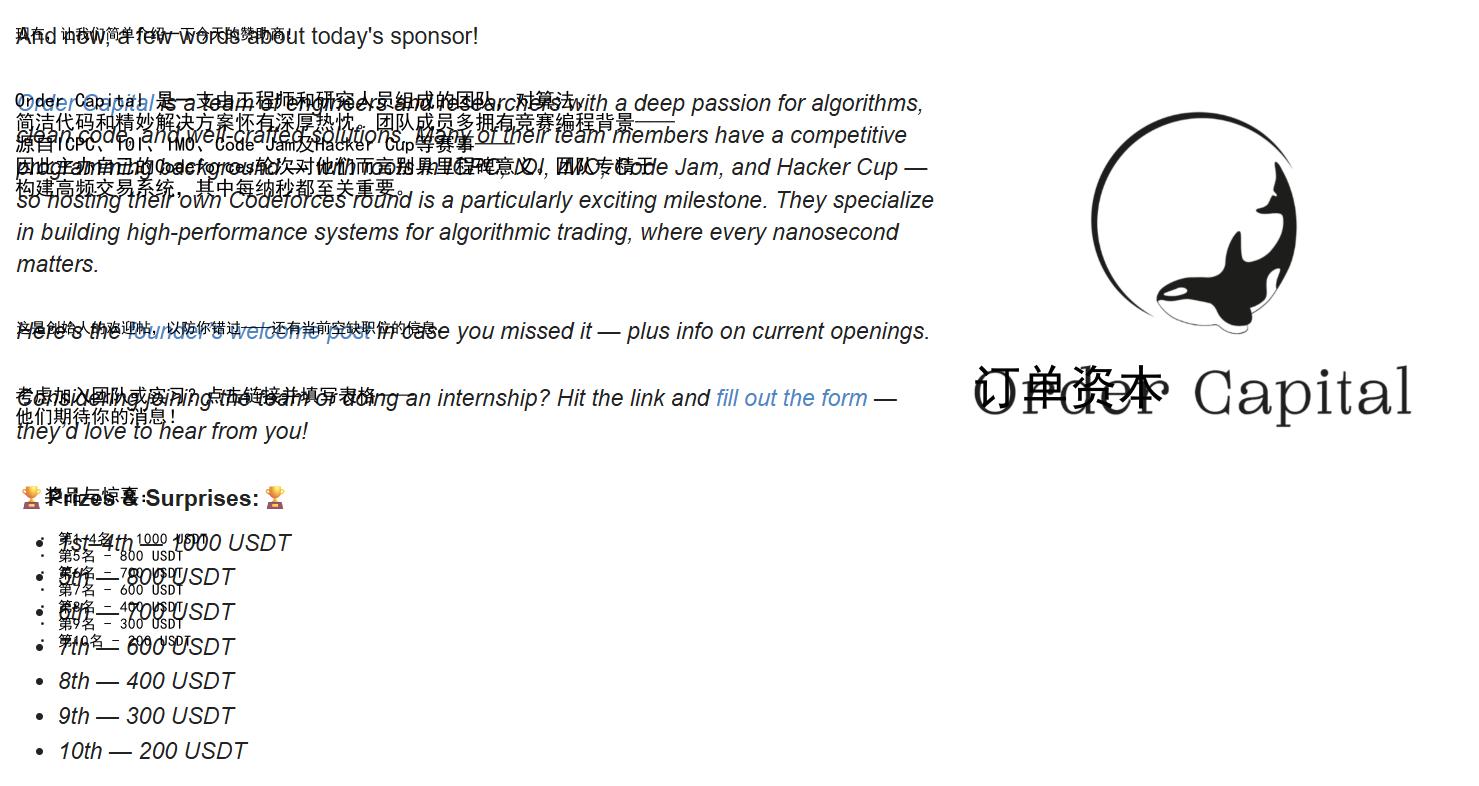 And now, a few words about today's sponsor!
现在，让我们简单介绍一下今天的赞助商！
Order Capital is a team of engineers and researchers with a deep passion for algorithms,
clean code, and well-crafted solutions. Many of their team members have a competitive
programming background — with roots in ICPC, IOI, IMO, Code Jam, and Hacker Cup —
so hosting their own Codeforces round is a particularly exciting milestone. They specialize
in building high-performance systems for algorithmic trading, where every nanosecond
matters.
Order Capital 是一支由工程师和研究人员组成的团队，对算法、
简洁代码和精妙解决方案怀有深厚热忱。团队成员多拥有竞赛编程背景——
源自ICPC、IOI、IMO、Code Jam及Hacker Cup等赛事——
因此主办自己的Codeforces轮次对他们而言别具里程碑意义。团队专精于
构建高频交易系统，其中每纳秒都至关重要。
Here's the founder's welcome post in case you missed it — plus info on current openings.
这是创始人的欢迎帖，以防你错过——还有当前空缺职位的信息。
Considering joining the team or doing an internship? Hit the link and fill out the form —
they'd love to hear from you!
考虑加入团队或实习？点击链接并填写表格——
他们期待你的消息！
🏆Prizes & Surprises:🏆
奖品与惊喜：
• 1st–4th — 1000 USDT
• 5th — 800 USDT
• 6th — 700 USDT
• 7th — 600 USDT
• 8th — 400 USDT
• 9th — 300 USDT
• 10th — 200 USDT
· 第1-4名 - 1000 USDT
· 第5名 - 800 USDT
· 第6名 - 700 USDT
· 第7名 - 600 USDT
· 第8名 - 400 USDT
· 第9名 - 300 USDT
· 第10名 - 200 USDT
Order Capital
订单资本